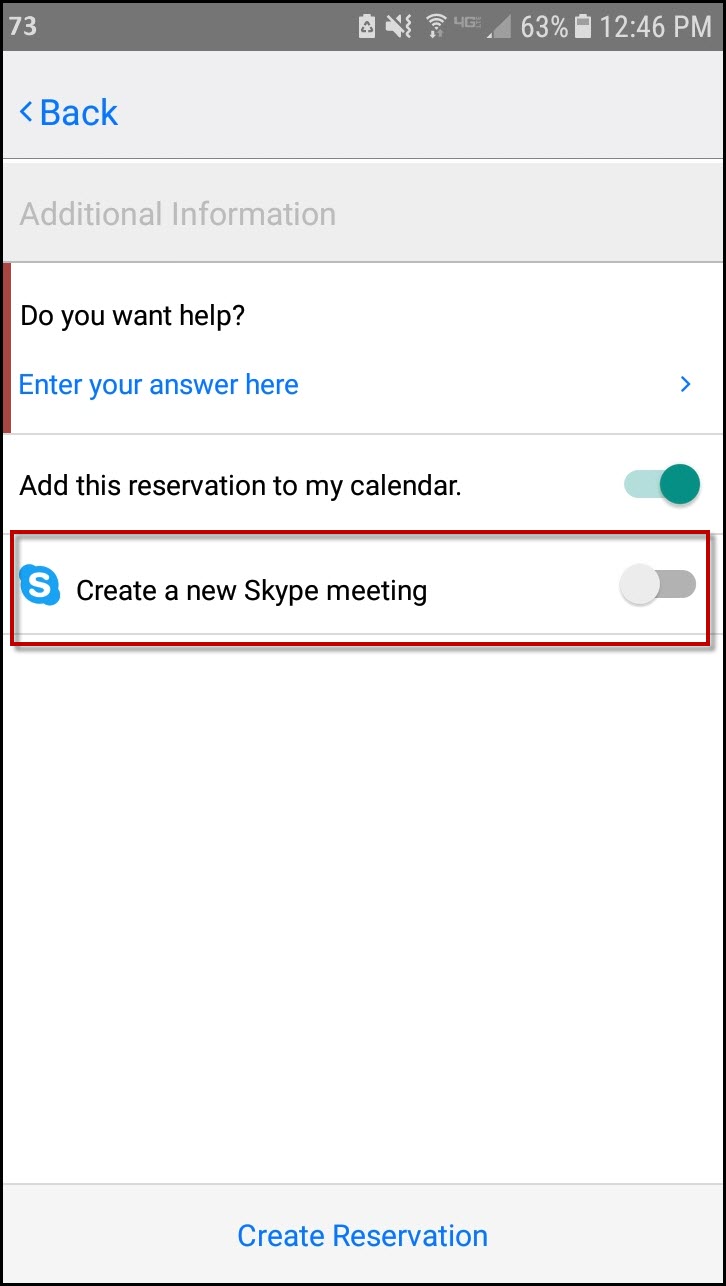 73 4G 63% 12:46 PM
Back
Additional Information
Do you want help?
Enter your answer here
Add this reservation to my calendar.
S Create a new Skype meeting
Create Reservation